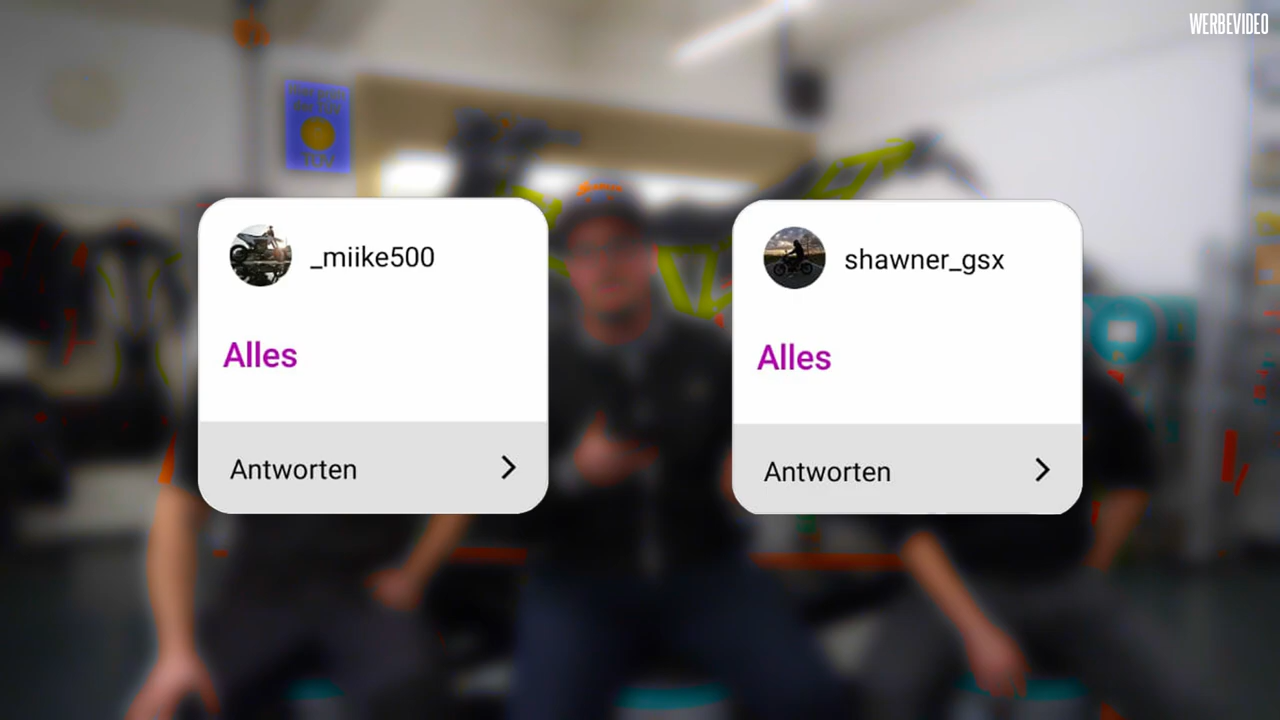 WERBEVIDEO
_miike500
Alles
Antworten
shawner_gsx
Alles
Antworten